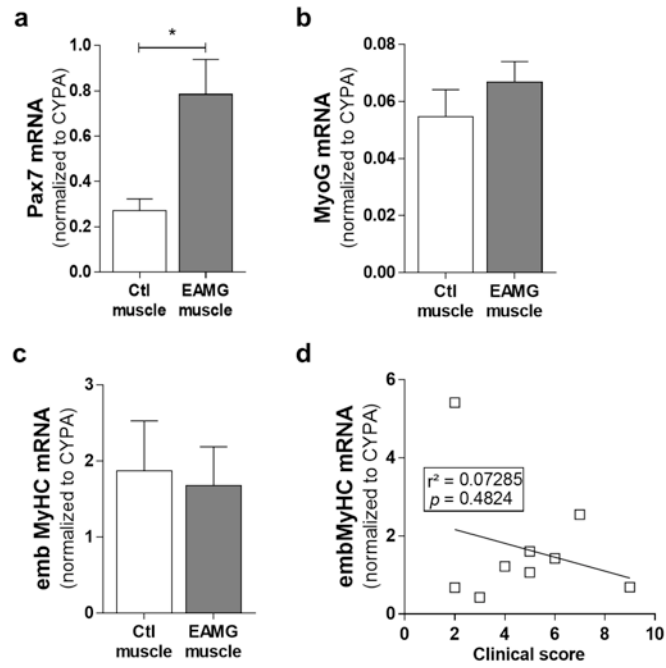 a
*
Pax7 mRNA
(normalized to CYPA)
1.0
0.8
0.6
0.4
0.2
0.0
Ctl
muscle
EAMG
muscle
b
MyoG mRNA
(normalized to CYPA)
0.08
0.06
0.04
0.02
0.00
Ctl
muscle
EAMG
muscle
c
emb MyHC mRNA
(normalized to CYPA)
3
2
1
0
Ctl
muscle
EAMG
muscle
d
embMyHC mRNA
(normalized to CYPA)
6
4
2
0
r² = 0.07285
p = 0.4824
0 2 4 6 8 10
Clinical score